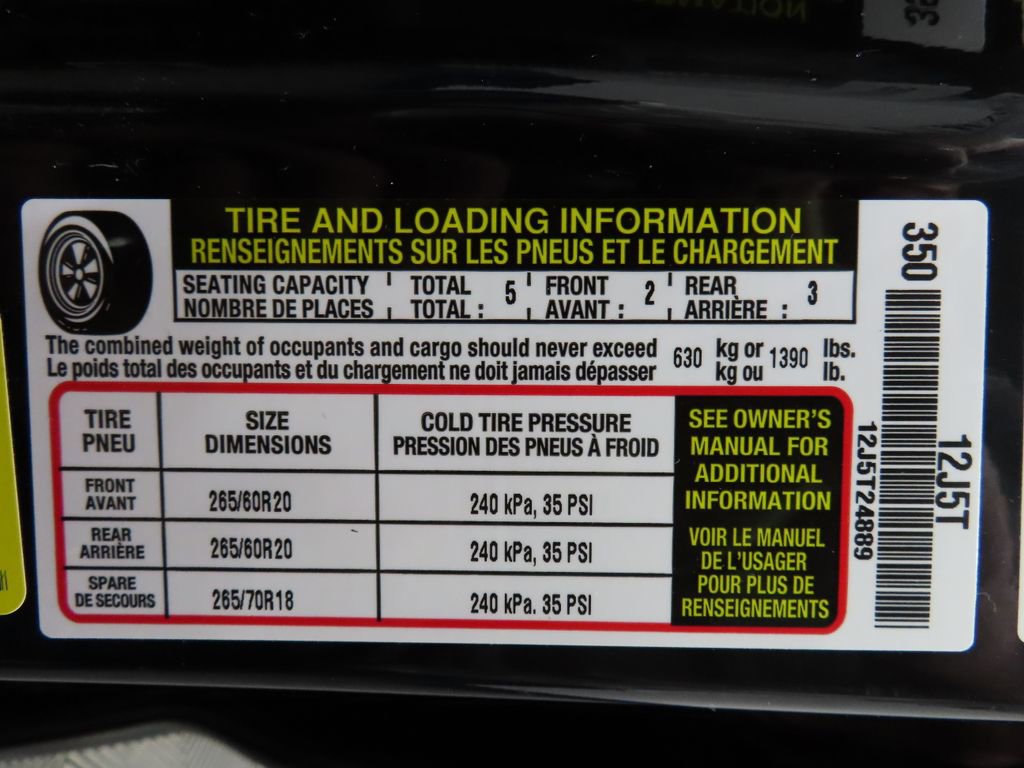 TIRE AND LOADING INFORMATION
RENSEIGNEMENTS SUR LES PNEUS ET LE CHARGEMENT
SEATING CAPACITY TOTAL 5 FRONT 2 REAR 3
NOMBRE DE PLACES TOTAL : AVANT : ARRIÈRE :
The combined weight of occupants and cargo should never exceed 630 kg or 1390 lbs.
Le poids total des occupants et du chargement ne doit jamais dépasser kg ou lb.
TIRE
PNEU
SIZE
DIMENSIONS
COLD TIRE PRESSURE
PRESSION DES PNEUS À FROID
FRONT
AVANT
265/60R20
240 kPa, 35 PSI
REAR
ARRIÈRE
265/60R20
240 kPa, 35 PSI
SPARE
DE SECOURS
265/70R18
240 kPa. 35 PSI
SEE OWNER'S
MANUAL FOR
ADDITIONAL
INFORMATION
VOIR LE MANUEL
DE L'USAGER
POUR PLUS DE
RENSEIGNEMENTS
350
12J5T24889
12J5T